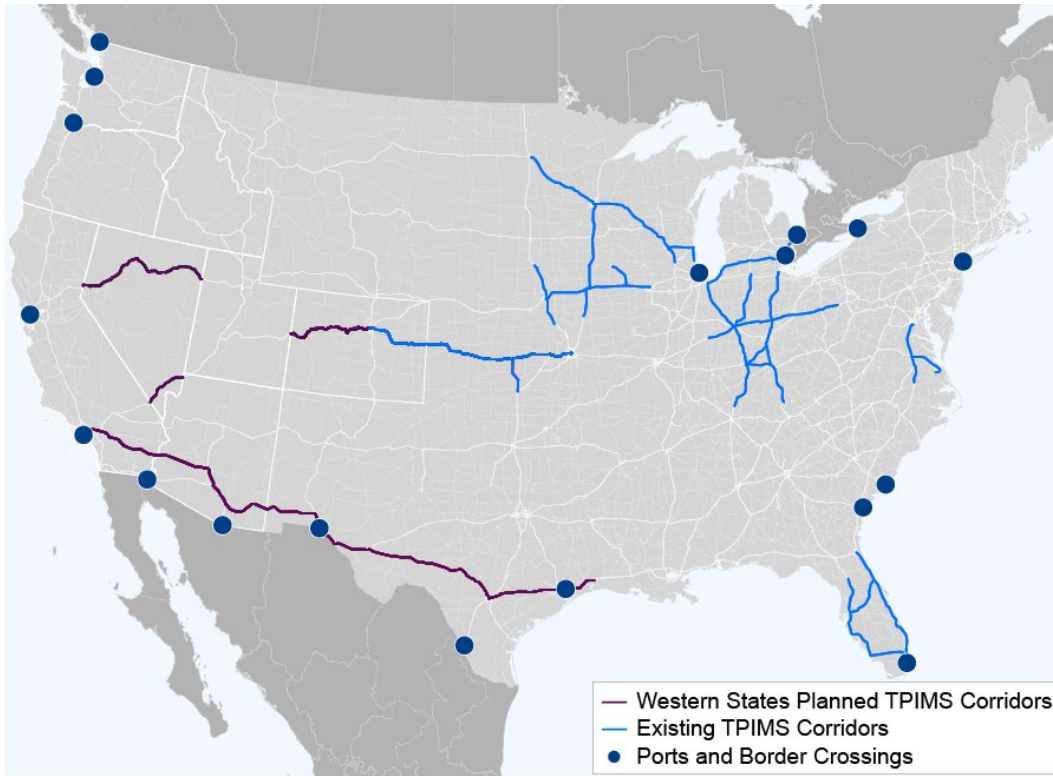 Western States Planned TPIMS Corridors
Existing TPIMS Corridors
Ports and Border Crossings